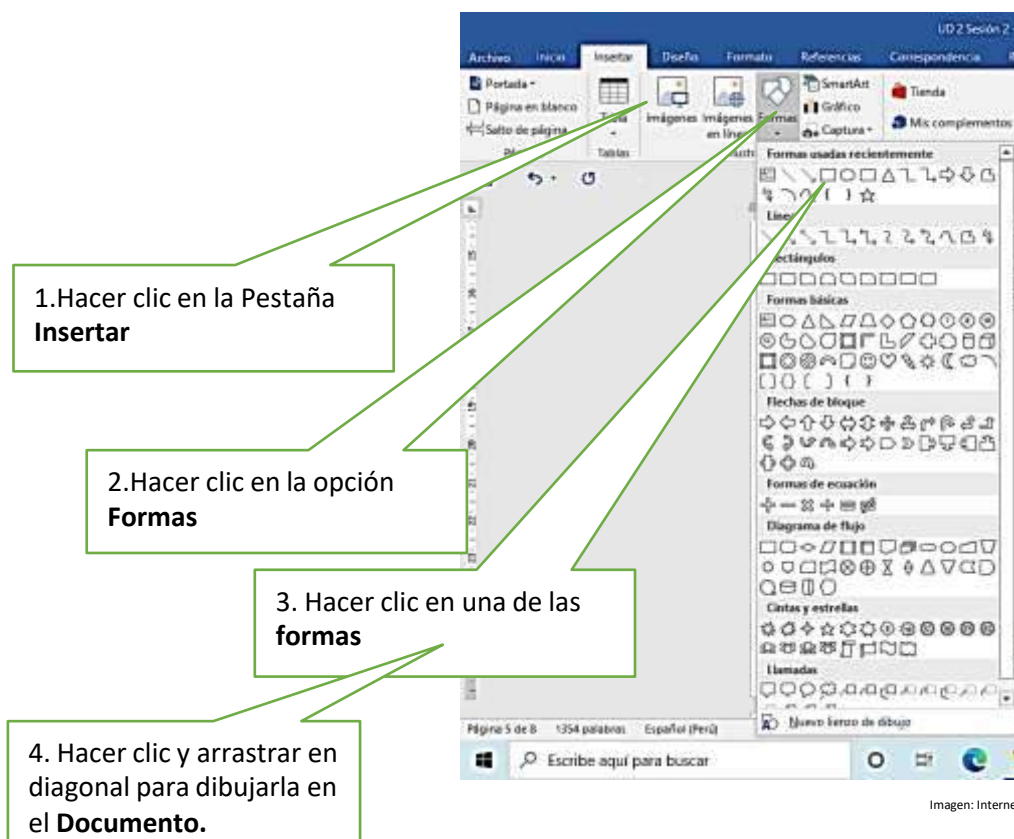 UD 2 Sesión 2
Archivo Inicio Insertar Diseño Formato Referencias Correspondencia
Portada
Página en blanco
Salto de página
Tabla
Tablas
Imágenes
Imágenes en línea
Formas
SmartArt
Gráfico
Captura
Tienda
Mis complementos
Formas usadas recientemente
Formas básicas
Flechas de bloque
Formas de ecuación
Diagrama de flujo
Cintas y estrellas
Llamadas
Nuevo lienzo de dibujo
1.Hacer clic en la Pestaña
Insertar
2.Hacer clic en la opción
Formas
3. Hacer clic en una de las
formas
4. Hacer clic y arrastrar en
diagonal para dibujarla en
el Documento.
Página 5 de 8 1354 palabras Español (Perú)
Escribe aquí para buscar
Imagen: Interne